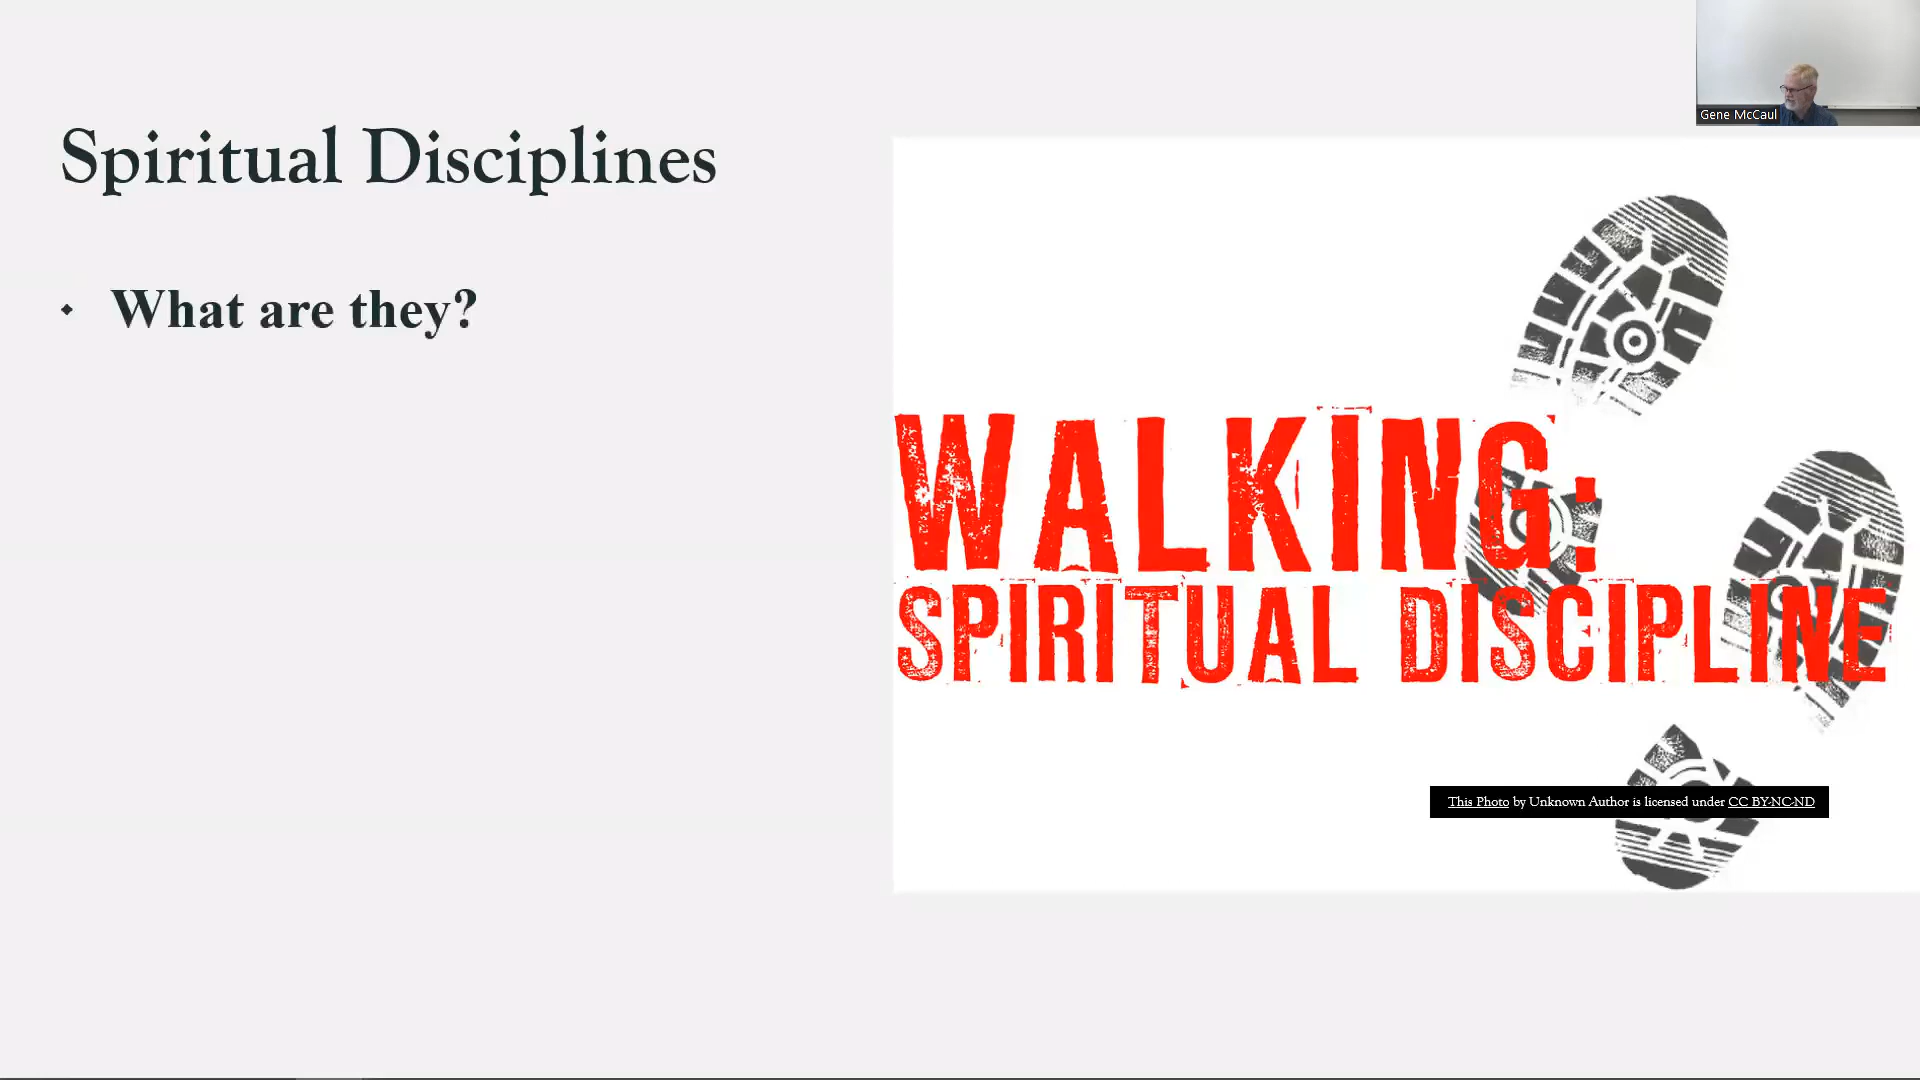 Gene McCaul
Spiritual Disciplines
• What are they?
WALKING:
SPIRITUAL DISCIPLINE
This Photo by Unknown Author is licensed under CC BY-NC-ND